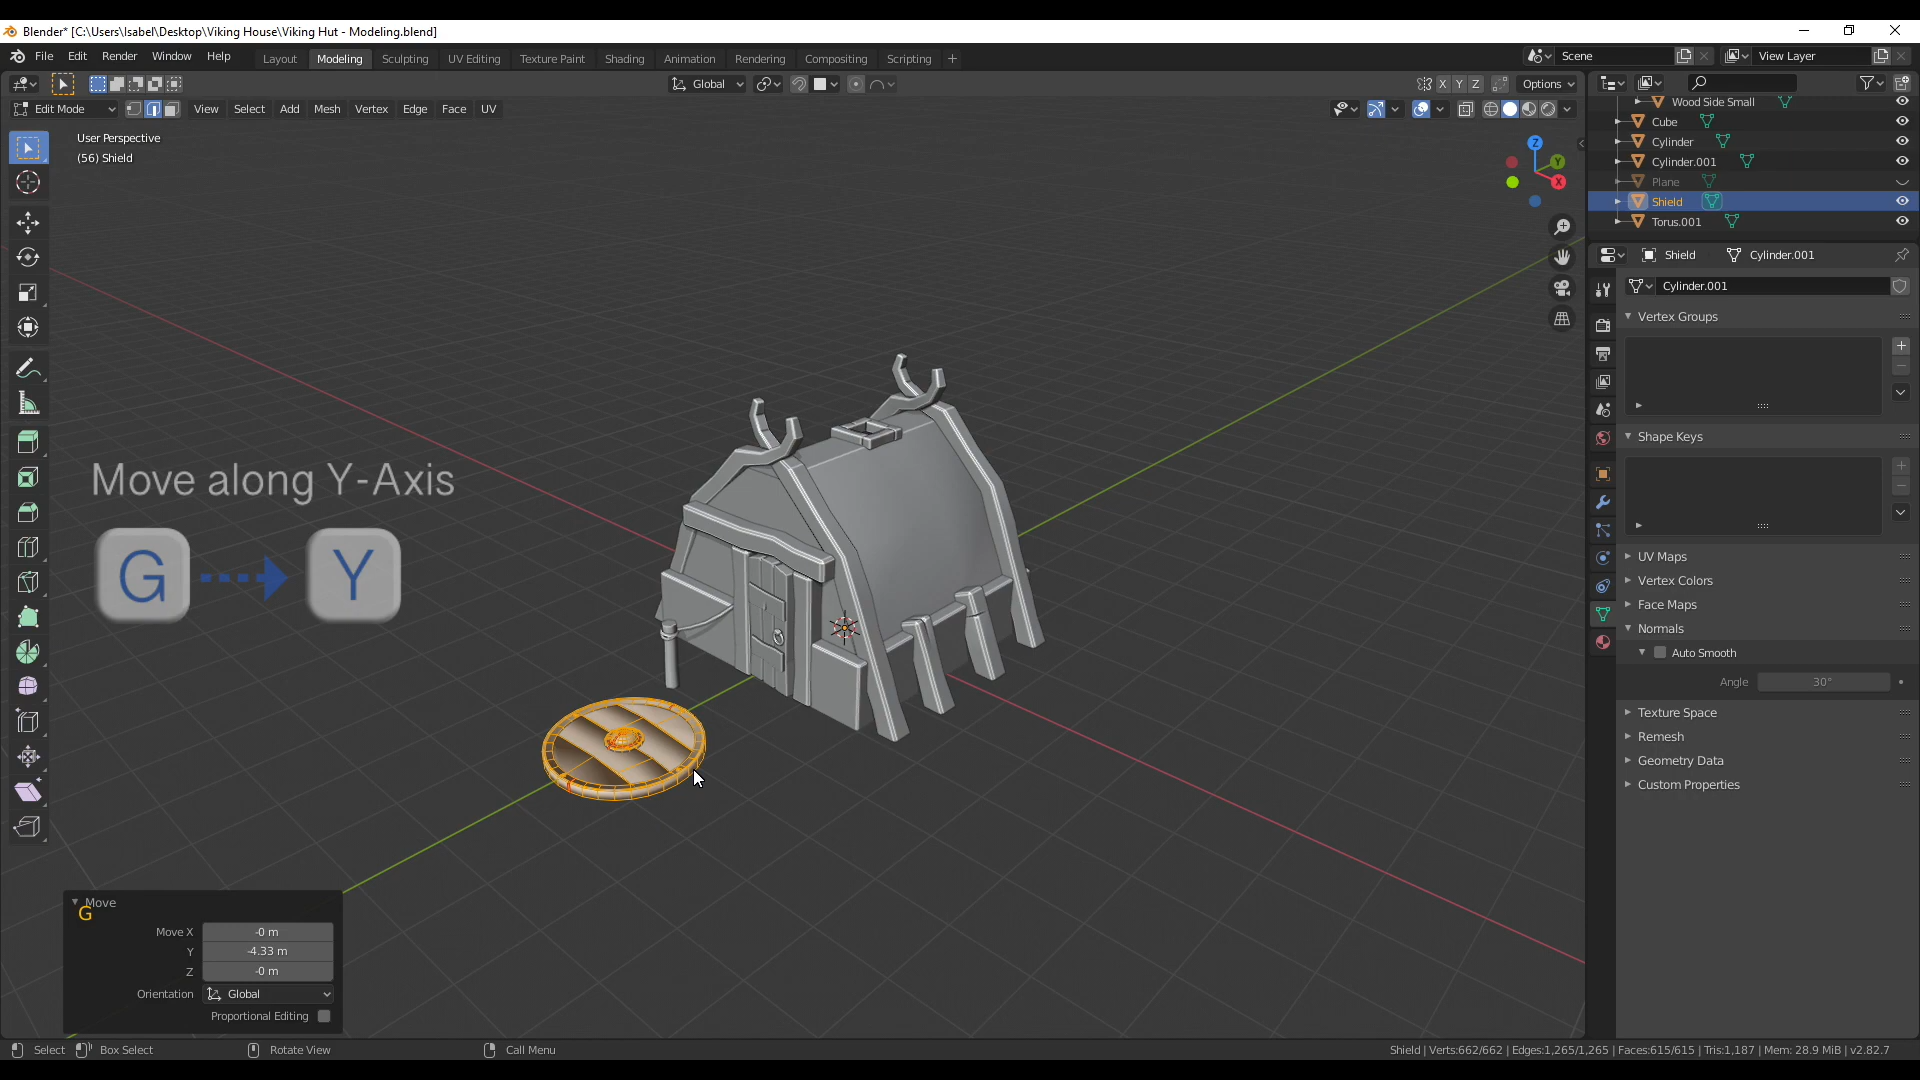 Blender* [C:\Users\Isabel\Desktop\Viking House\Viking Hut - Modeling.blend]
File Edit Render Window Help Layout Modeling Sculpting UV Editing Texture Paint Shading Animation Rendering Compositing Scripting + Scene View Layer
Global X Y Z Options
Edit Mode View Select Add Mesh Vertex Edge Face UV
User Perspective
(56) Shield
Z
Y
X
Wood Side Small
Cube
Cylinder
Cylinder.001
Plane
Shield
Torus.001
Shield Cylinder.001
Cylinder.001
Vertex Groups
Shape Keys
UV Maps
Vertex Colors
Face Maps
Normals
Auto Smooth
Angle 30°
Texture Space
Remesh
Geometry Data
Custom Properties
Move along Y-Axis
G Y
Move
G
Move X -0 m
Y -4.33 m
Z -0 m
Orientation Global
Proportional Editing
Select Box Select Rotate View Call Menu Shield | Verts:662/662 | Edges:1,265/1,265 | Faces:615/615 | Tris:1,187 | Mem: 28.9 MiB | v2.82.7